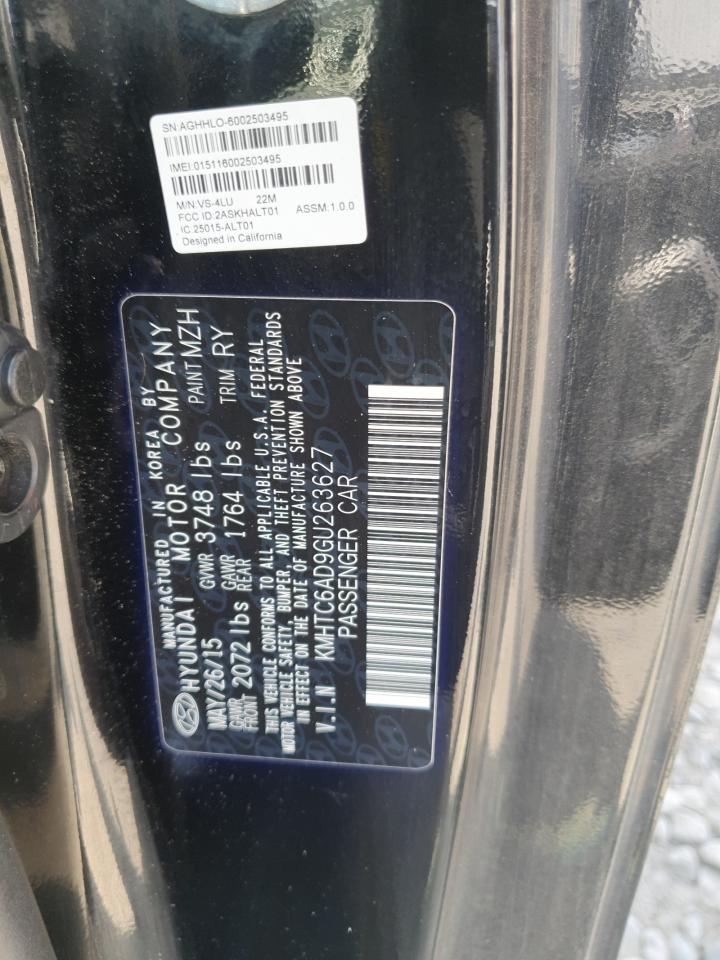 SN:AGHHLO-6002503495
IMEI:015116002503495
M/N:VS-4LU 22M
FCC ID:2ASKHALT01 ASSM:1.0.0
IC:25015-ALT01
Designed in California
MANUFACTURED IN KOREA BY
HYUNDAI MOTOR COMPANY
MAY/26/15 GVWR 3748 lbs PAINT MZH
GAWR FRONT 2072 lbs GAWR REAR 1764 lbs TRIM RY
THIS VEHICLE CONFORMS TO ALL APPLICABLE U.S.A. FEDERAL
MOTOR VEHICLE SAFETY, BUMPER, AND THEFT PREVENTION STANDARDS
IN EFFECT ON THE DATE OF MANUFACTURE SHOWN ABOVE
V.I.N KMHTC6AD9GU263627
PASSENGER CAR